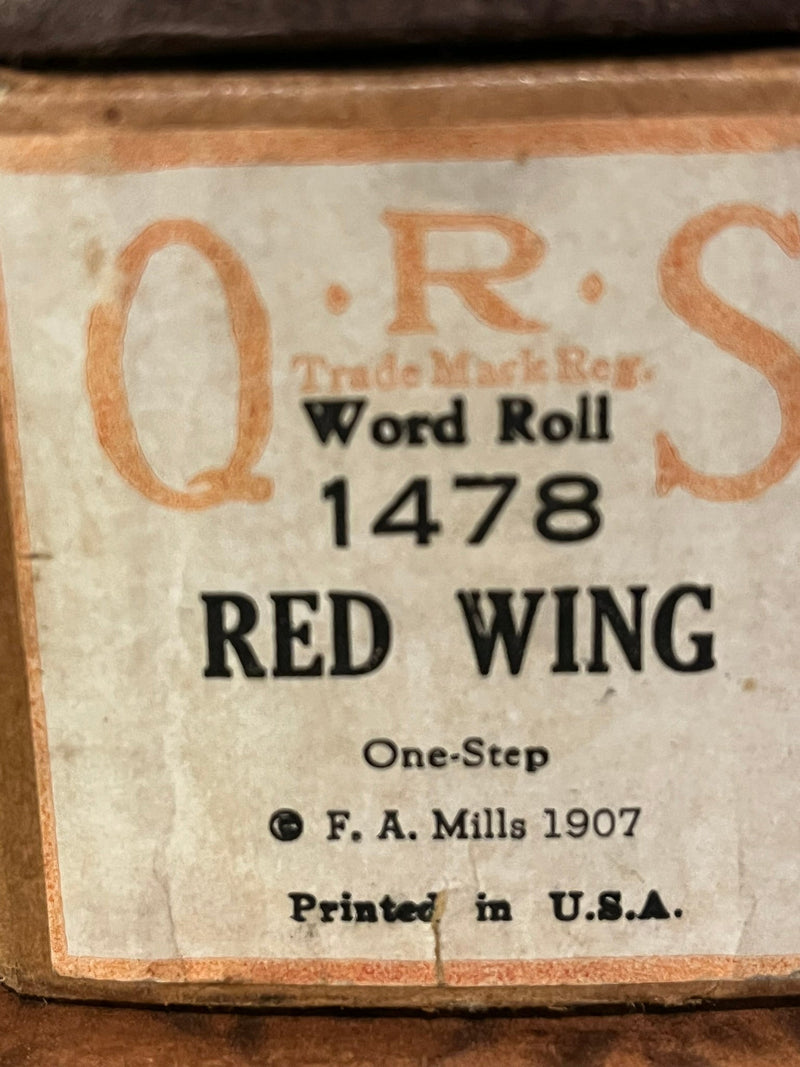 Q·R·S
Trade Mark Reg.
Word Roll
1478
RED WING
One-Step
© F. A. Mills 1907
Printed in U.S.A.